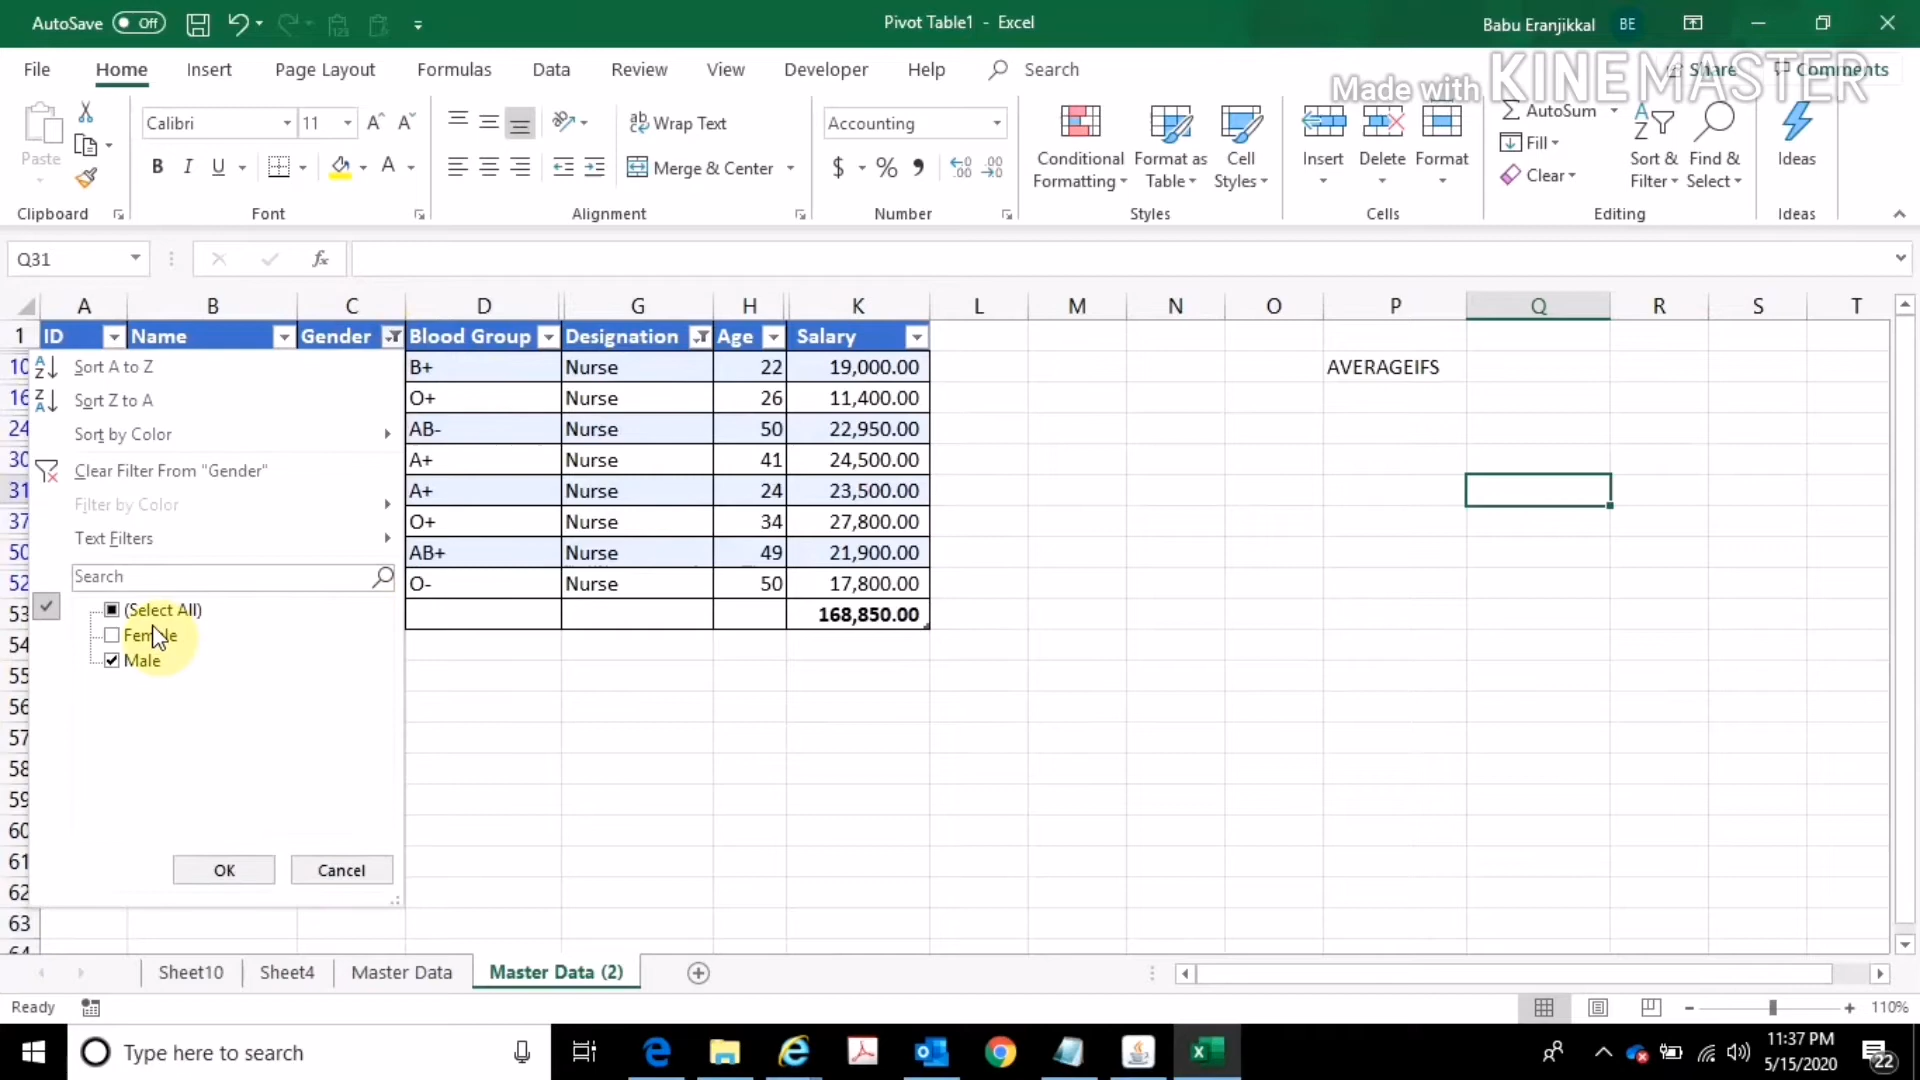 AutoSave Off Pivot Table1 - Excel Babu Eranjikkal BE
File Home Insert Page Layout Formulas Data Review View Developer Help Search Share Comments
Made with KINEMASTER
Paste
Calibri 11
Wrap Text
Accounting
Conditional Formatting
Format as Table
Cell Styles
Insert Delete Format
AutoSum
Fill
Clear
Sort & Filter
Find & Select
Ideas
B I U
Merge & Center
$ %
Clipboard Font Alignment Number Styles Cells Editing Ideas
Q31 fx
A B C D G H K L M N O P Q R S T
1 ID Name Gender Blood Group Designation Age Salary
10 B+ Nurse 22 19,000.00 AVERAGEIFS
16 O+ Nurse 26 11,400.00
24 AB- Nurse 50 22,950.00
30 A+ Nurse 41 24,500.00
31 A+ Nurse 24 23,500.00
37 O+ Nurse 34 27,800.00
50 AB+ Nurse 49 21,900.00
52 O- Nurse 50 17,800.00
53 168,850.00
54
55
56
57
58
59
60
61
62
63
64
Sort A to Z
Sort Z to A
Sort by Color
Clear Filter From "Gender"
Filter by Color
Text Filters
Search
(Select All)
Female
Male
OK Cancel
Sheet10 Sheet4 Master Data Master Data (2)
Ready 110%
Type here to search
11:37 PM
5/15/2020
22